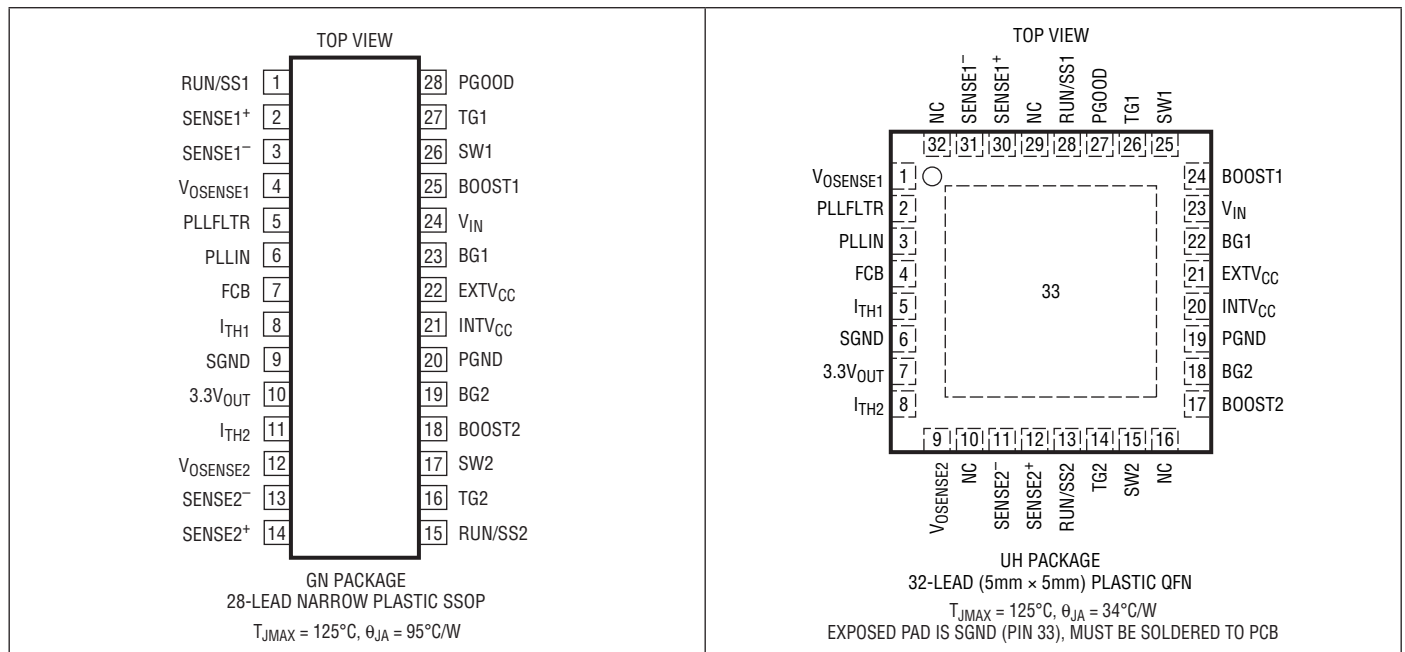 TOP VIEW
RUN/SS1 1
SENSE1+ 2
SENSE1– 3
VOSENSE1 4
PLLFLTR 5
PLLIN 6
FCB 7
ITH1 8
SGND 9
3.3VOUT 10
ITH2 11
VOSENSE2 12
SENSE2– 13
SENSE2+ 14
28 PGOOD
27 TG1
26 SW1
25 BOOST1
24 VIN
23 BG1
22 EXTVCC
21 INTVCC
20 PGND
19 BG2
18 BOOST2
17 SW2
16 TG2
15 RUN/SS2
GN PACKAGE
28-LEAD NARROW PLASTIC SSOP
TJMAX = 125°C, θJA = 95°C/W
TOP VIEW
NC
SENSE1–
SENSE1+
NC
RUN/SS1
PGOOD
TG1
SW1
32 31 30 29 28 27 26 25
VOSENSE1 1
PLLFLTR 2
PLLIN 3
FCB 4
ITH1 5
SGND 6
3.3VOUT 7
ITH2 8
33
24 BOOST1
23 VIN
22 BG1
21 EXTVCC
20 INTVCC
19 PGND
18 BG2
17 BOOST2
9 10 11 12 13 14 15 16
VOSENSE2
NC
SENSE2–
SENSE2+
RUN/SS2
TG2
SW2
NC
UH PACKAGE
32-LEAD (5mm × 5mm) PLASTIC QFN
TJMAX = 125°C, θJA = 34°C/W
EXPOSED PAD IS SGND (PIN 33), MUST BE SOLDERED TO PCB